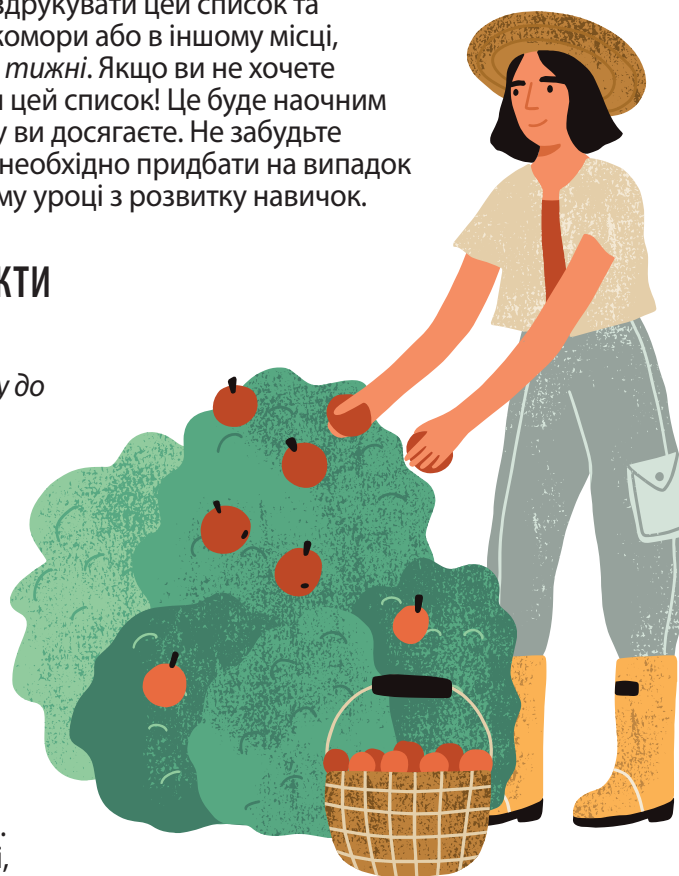 здрукувати цей список та
комори або в іншому місці,
тижні. Якщо ви не хочете
цей список! Це буде наочним
у ви досягаєте. Не забудьте
необхідно придбати на випадок
му уроці з розвитку навичок.
КТИ
у до
.
і,